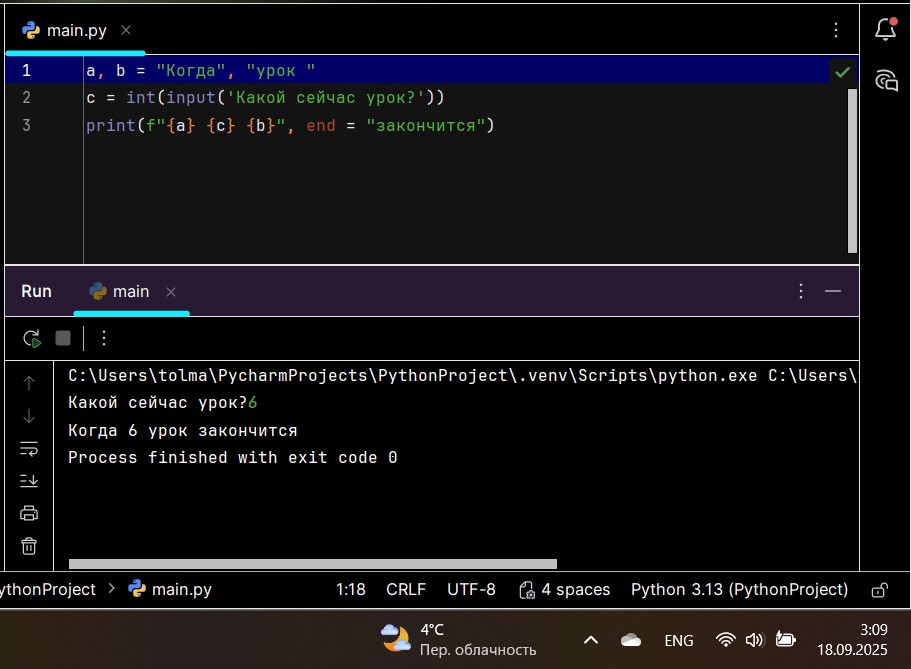 main.py
1 a, b = "Когда", "урок "
2 c = int(input('Какой сейчас урок?'))
3 print(f"{a} {c} {b}", end = "закончится")
Run main
C:\Users\tolma\PycharmProjects\PythonProject\.venv\Scripts\python.exe C:\Users\
Какой сейчас урок?6
Когда 6 урок закончится
Process finished with exit code 0
ythonProject > main.py 1:18 CRLF UTF-8 4 spaces Python 3.13 (PythonProject)
4°C
Пер. облачность
ENG
3:09
18.09.2025